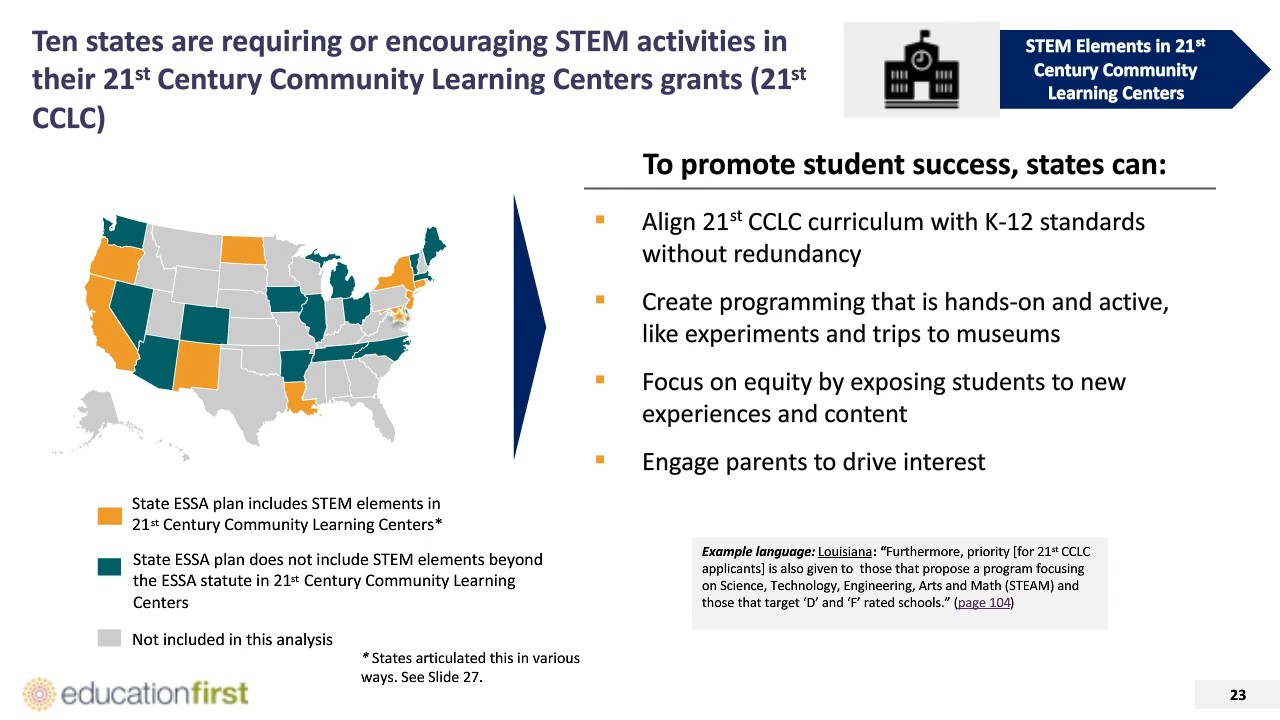 Ten states are requiring or encouraging STEM activities in
their 21st Century Community Learning Centers grants (21st
CCLC)
STEM Elements in 21st
Century Community
Learning Centers
To promote student success, states can:
▪ Align 21st CCLC curriculum with K-12 standards
without redundancy
▪ Create programming that is hands-on and active,
like experiments and trips to museums
▪ Focus on equity by exposing students to new
experiences and content
▪ Engage parents to drive interest
State ESSA plan includes STEM elements in
21st Century Community Learning Centers*
State ESSA plan does not include STEM elements beyond
the ESSA statute in 21st Century Community Learning
Centers
Not included in this analysis
* States articulated this in various
ways. See Slide 27.
Example language: Louisiana: “Furthermore, priority [for 21st CCLC
applicants] is also given to those that propose a program focusing
on Science, Technology, Engineering, Arts and Math (STEAM) and
those that target ‘D’ and ‘F’ rated schools.” (page 104)
educationfirst
23